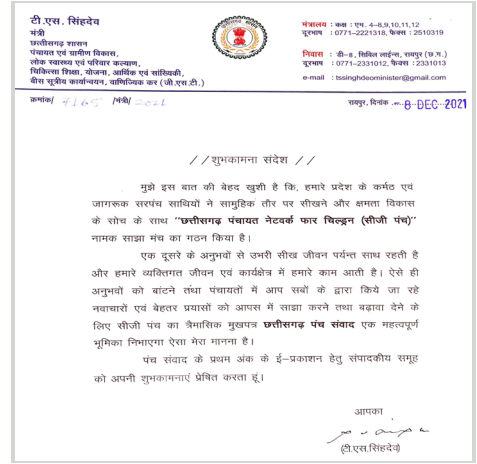 टी.एस. सिंहदेव
मंत्री
छत्तीसगढ़ शासन
पंचायत एवं ग्रामीण विकास,
लोक स्वास्थ्य एवं परिवार कल्याण,
चिकित्सा शिक्षा, योजना, आर्थिक एवं सांख्यिकी,
बीस सूत्रीय कार्यान्वयन, वाणिज्यिक कर (जी.एस.टी.)
मंत्रालय : कक्ष : एम. 4–8,9,10,11,12
दूरभाष : 0771–2221318, फेक्स : 2510319
निवास : डी–8, सिविल लाईन्स, रायपुर (छ.ग.)
दूरभाष : 0771–2331012, फेक्स : 2331013
e-mail : tssinghdeominister@gmail.com
क्रमांक/ 4165 /मंत्री/ 2021
रायपुर, दिनांक 8 DEC 2021
//शुभकामना संदेश //
मुझे इस बात की बेहद खुशी है कि, हमारे प्रदेश के कर्मठ एवं
जागरूक सरपंच साथियों ने सामुहिक तौर पर सीखने और क्षमता विकास
के सोच के साथ "छत्तीसगढ़ पंचायत नेटवर्क फार चिल्ड्रन (सीजी पंच)"
नामक साझा मंच का गठन किया है।
एक दूसरे के अनुभवों से उभरी सीख जीवन पर्यन्त साथ रहती है
और हमारे व्यक्तिगत जीवन एवं कार्यक्षेत्र में हमारे काम आती है। ऐसे ही
अनुभवों को बांटने तथा पंचायतों में आप सबों के द्वारा किये जा रहे
नवाचारों एवं बेहतर प्रयासों को आपस में साझा करने तथा बढ़ावा देने के
लिए सीजी पंच का त्रैमासिक मुखपत्र छत्तीसगढ़ पंच संवाद एक महत्वपूर्ण
भूमिका निभाएगा ऐसा मेरा मानना है।
पंच संवाद के प्रथम अंक के ई–प्रकाशन हेतु संपादकीय समूह
को अपनी शुभकामनाएं प्रेषित करता हूं।
आपका
(टी.एस.सिंहदेव)